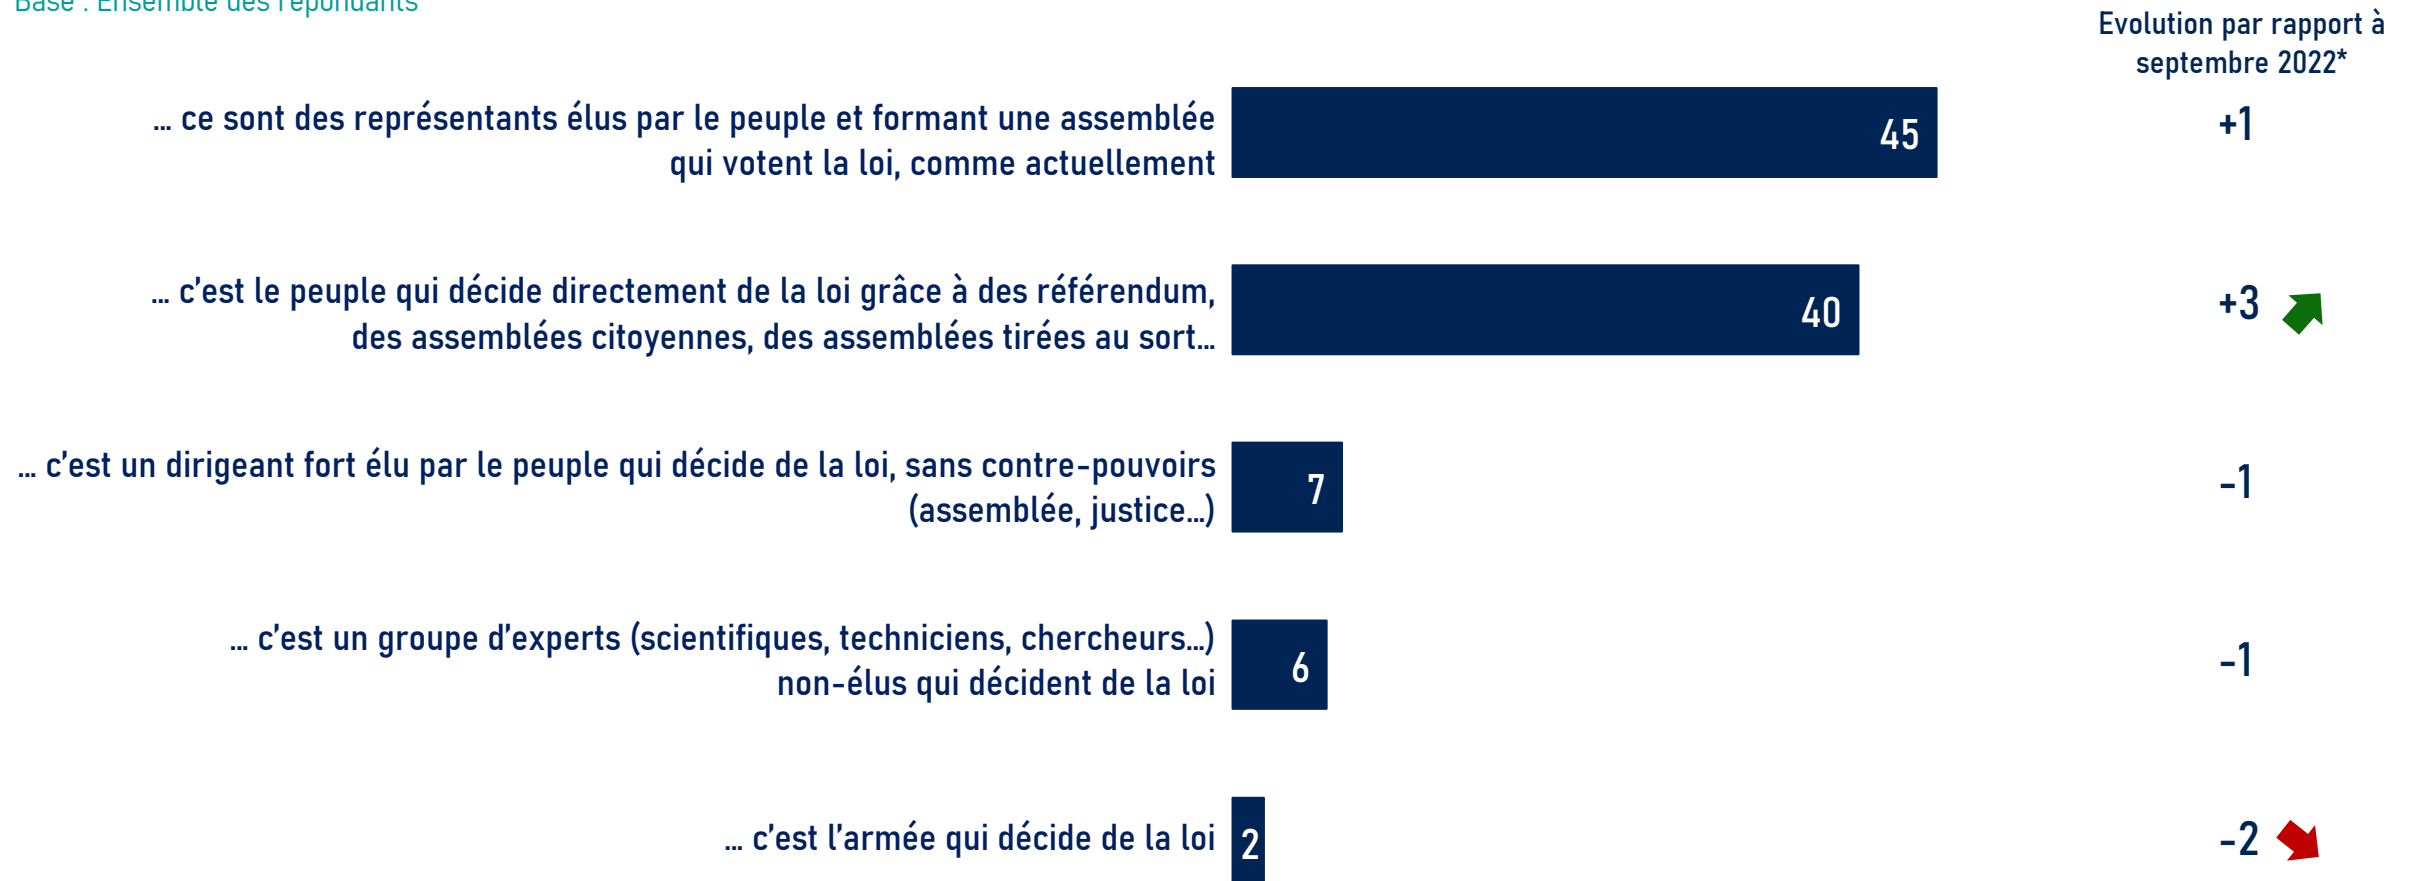 Base : Ensemble des répondants
Evolution par rapport à
septembre 2022*
... ce sont des représentants élus par le peuple et formant une assemblée
qui votent la loi, comme actuellement
45
+1
... c’est le peuple qui décide directement de la loi grâce à des référendum,
des assemblées citoyennes, des assemblées tirées au sort...
40
+3
... c’est un dirigeant fort élu par le peuple qui décide de la loi, sans contre-pouvoirs
(assemblée, justice...)
7
-1
... c’est un groupe d’experts (scientifiques, techniciens, chercheurs...)
non-élus qui décident de la loi
6
-1
... c’est l’armée qui décide de la loi
2
-2